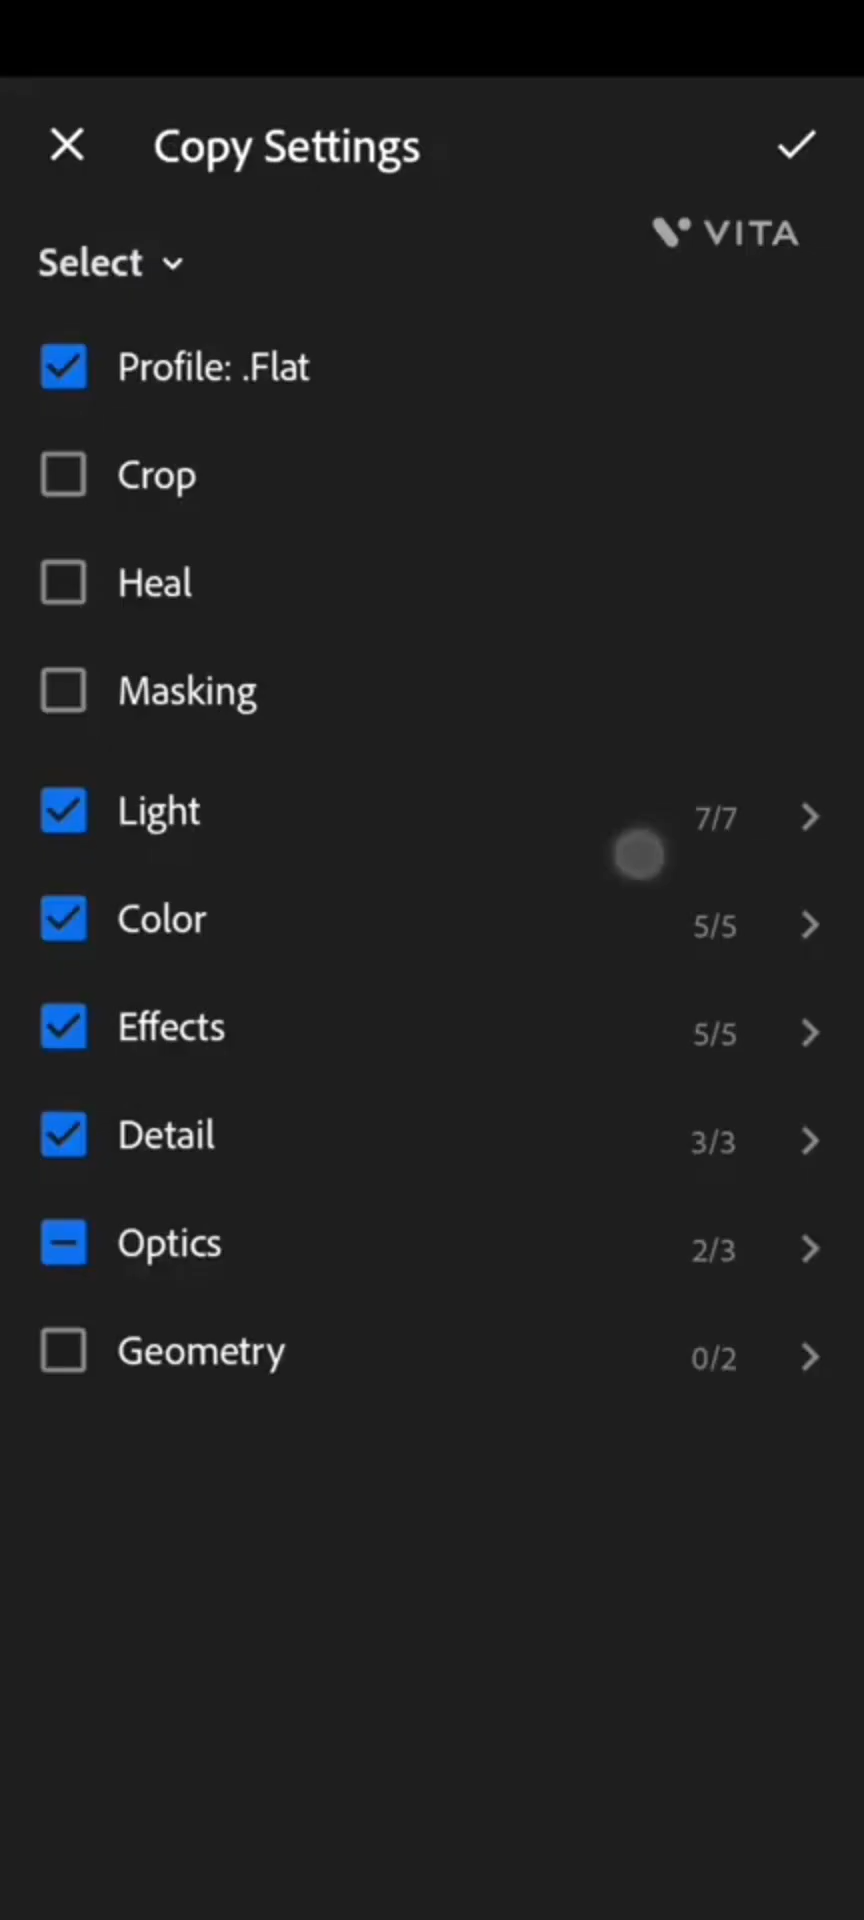 Copy Settings
VITA
Select
Profile: .Flat
Crop
Heal
Masking
Light 7/7
Color 5/5
Effects 5/5
Detail 3/3
Optics 2/3
Geometry 0/2